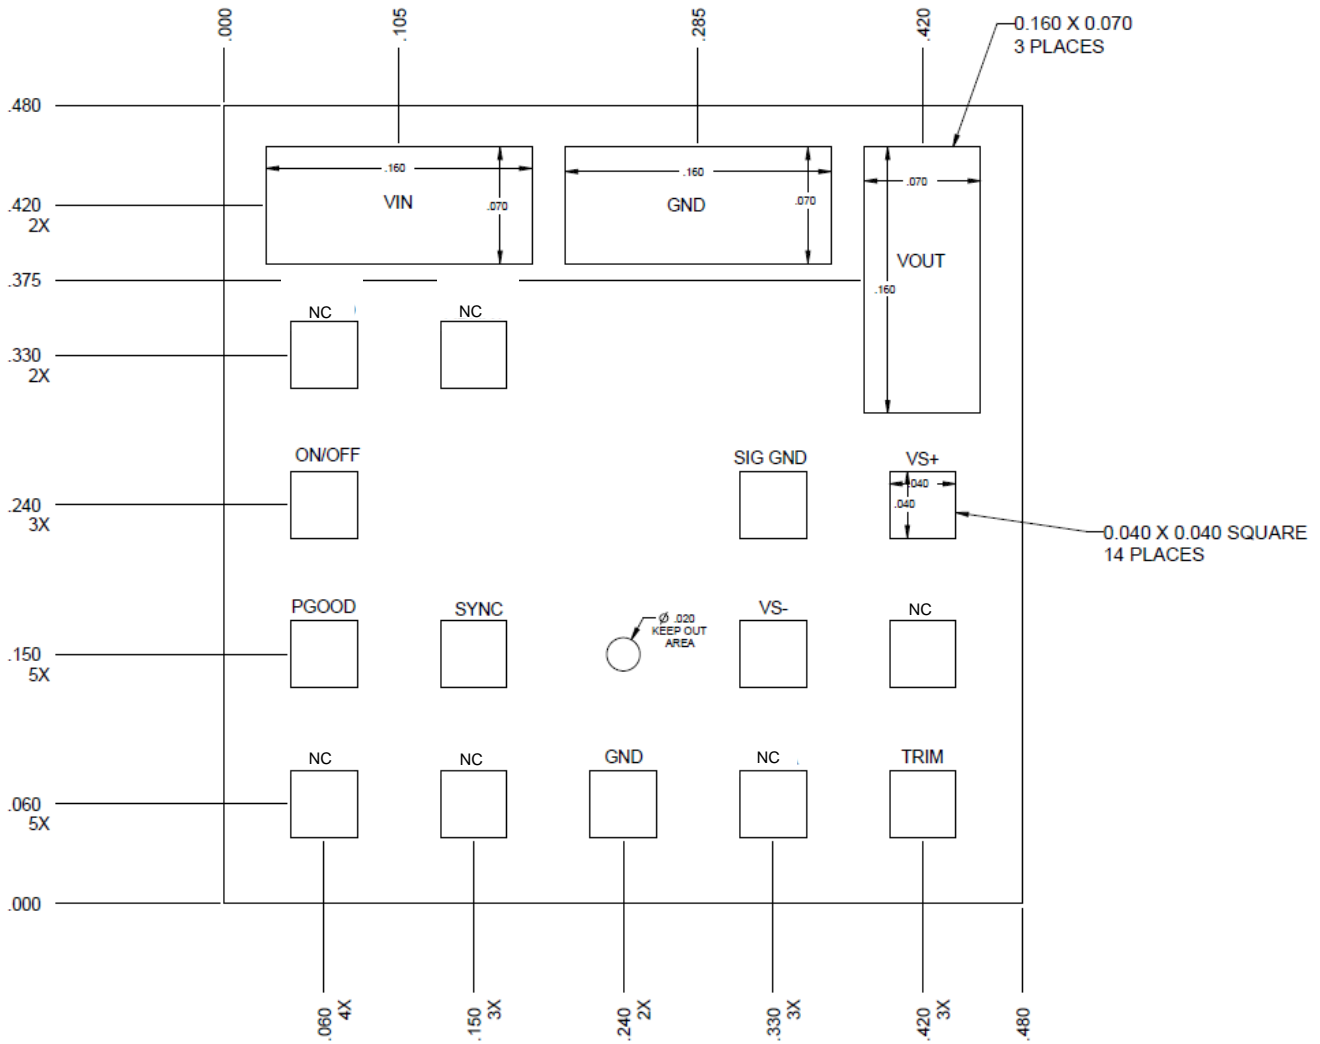 .000
.105
.285
.420
0.160 X 0.070
3 PLACES
.480
.160
.160
.070
VIN
.070
GND
.070
.420
2X
VOUT
.375
.160
NC
NC
.330
2X
ON/OFF
SIG GND
VS+
.040
.040
.240
3X
0.040 X 0.040 SQUARE
14 PLACES
PGOOD
SYNC
Ø .020
KEEP OUT
AREA
VS-
NC
.150
5X
NC
NC
GND
NC
TRIM
.060
5X
.000
.060 4X
.150 3X
.240 2X
.330 3X
.420 3X
.480